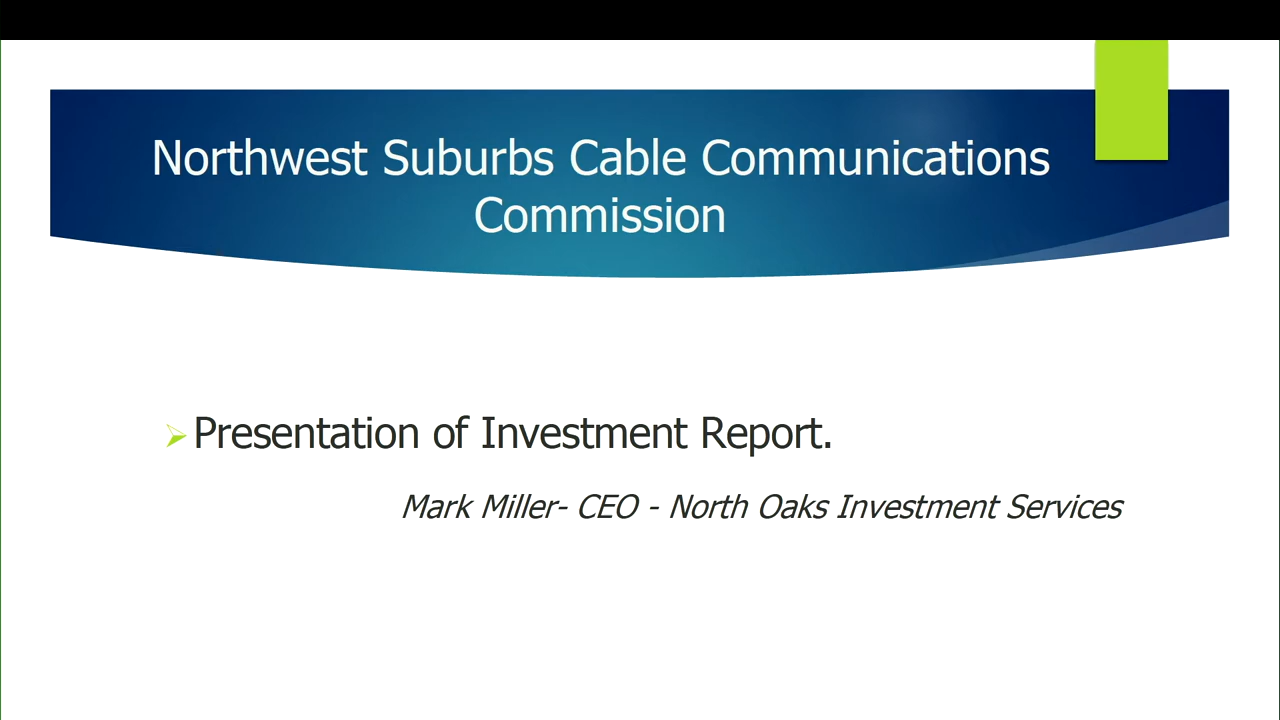 Northwest Suburbs Cable Communications
Commission
Presentation of Investment Report.
Mark Miller- CEO - North Oaks Investment Services